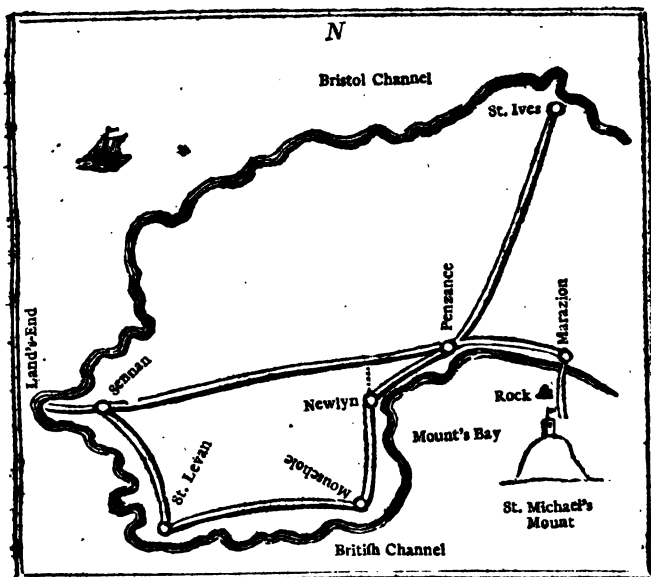 N
Bristol Channel
St. Ives
Land's-End
Sennan
Penzance
Marazion
Newlyn
Rock
Mount's Bay
St. Levan
Mousehole
St. Michael's
Mount
Britiſh Channel